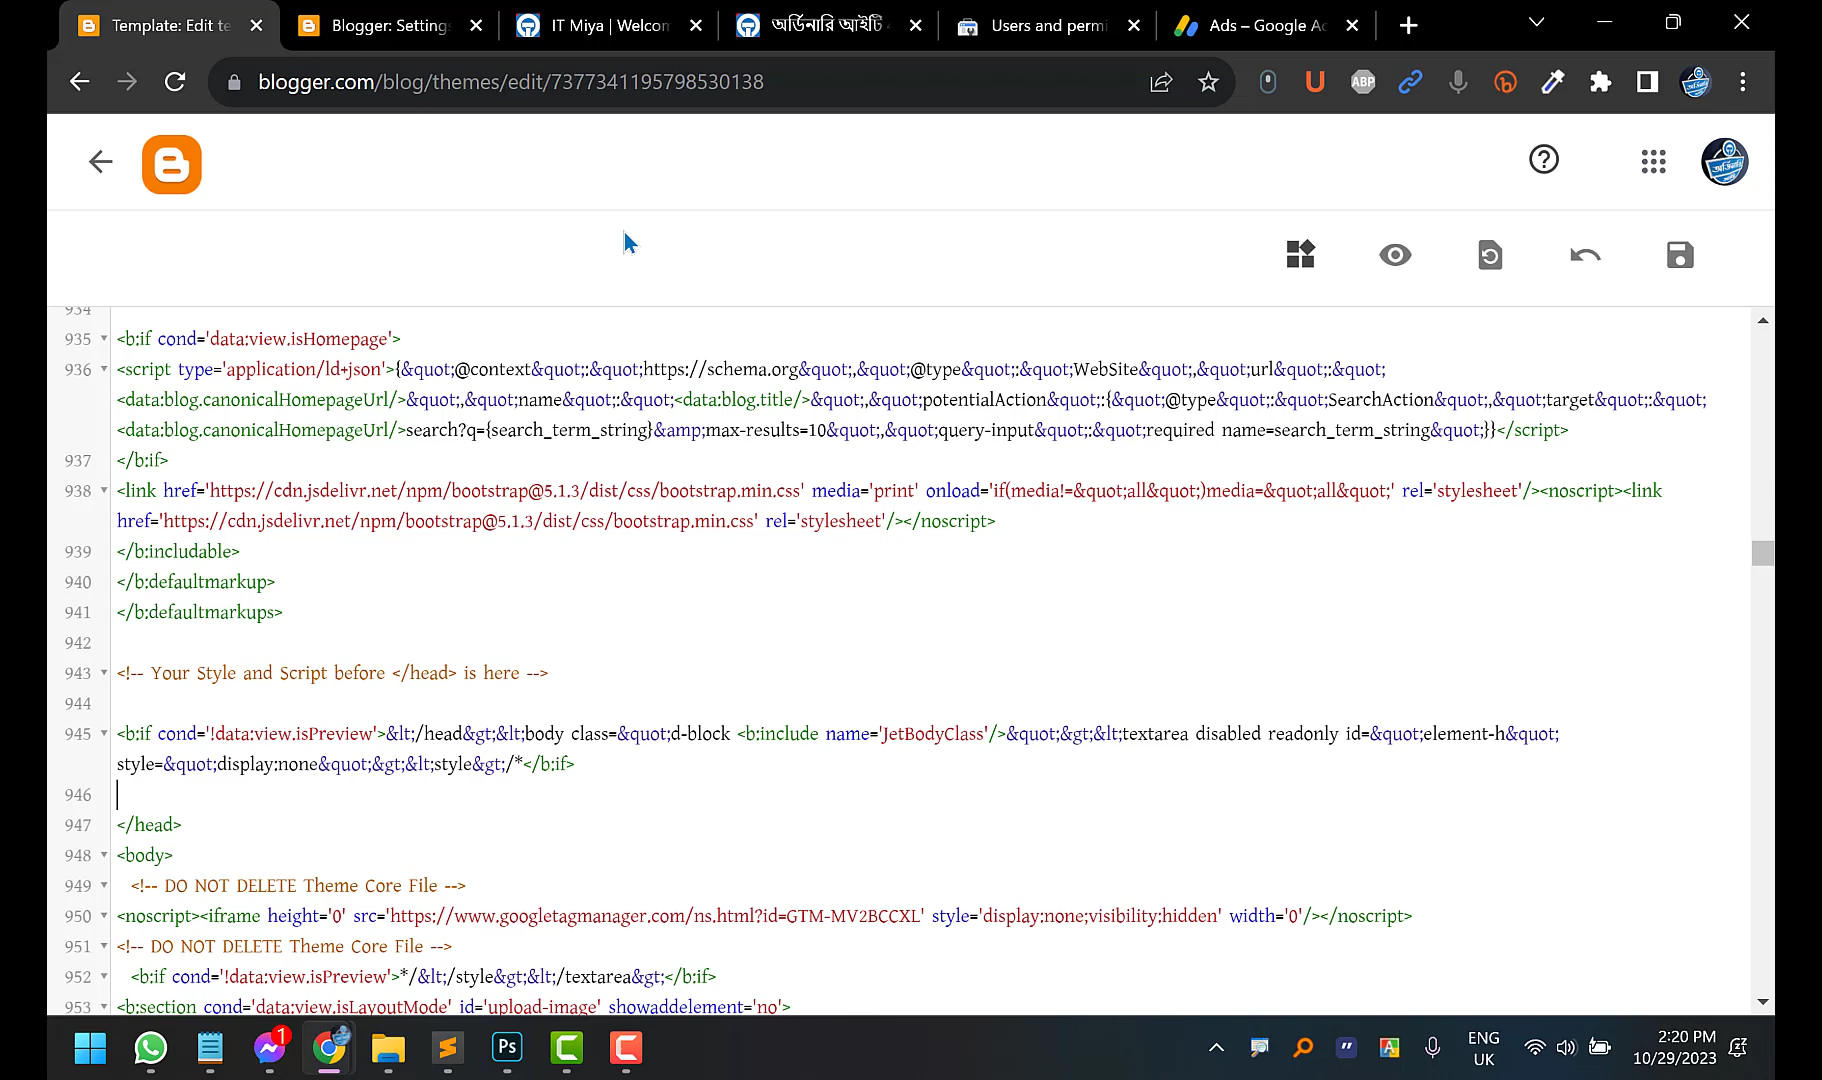 Template: Edit te
Blogger: Setting
IT Miya | Welcom
অর্ডিনারি আইটি
Users and permi
Ads – Google Ad
blogger.com/blog/themes/edit/7377341195798530138
U
ABP
b
934
935 <b:if cond='data:view.isHomepage'>
936 <script type='application/ld+json'>{&quot;@context&quot;:&quot;https://schema.org&quot;,&quot;@type&quot;:&quot;WebSite&quot;,&quot;url&quot;:&quot;
<data:blog.canonicalHomepageUrl/>&quot;,&quot;name&quot;:&quot;<data:blog.title/>&quot;,&quot;potentialAction&quot;:{&quot;@type&quot;:&quot;SearchAction&quot;,&quot;target&quot;:&quot;
<data:blog.canonicalHomepageUrl/>search?q={search_term_string}&amp;max-results=10&quot;,&quot;query-input&quot;:&quot;required name=search_term_string&quot;}}</script>
937 </b:if>
938 <link href='https://cdn.jsdelivr.net/npm/bootstrap@5.1.3/dist/css/bootstrap.min.css' media='print' onload='if(media!=&quot;all&quot;)media=&quot;all&quot;' rel='stylesheet'/><noscript><link
href='https://cdn.jsdelivr.net/npm/bootstrap@5.1.3/dist/css/bootstrap.min.css' rel='stylesheet'/></noscript>
939 </b:includable>
940 </b:defaultmarkup>
941 </b:defaultmarkups>
942
943 <!-- Your Style and Script before </head> is here -->
944
945 <b:if cond='!data:view.isPreview'>&lt;/head&gt;&lt;body class=&quot;d-block <b:include name='JetBodyClass'/>&quot;&gt;&lt;textarea disabled readonly id=&quot;element-h&quot;
style=&quot;display:none&quot;&gt;&lt;style&gt;/*</b:if>
946
947 </head>
948 <body>
949 <!-- DO NOT DELETE Theme Core File -->
950 <noscript><iframe height='0' src='https://www.googletagmanager.com/ns.html?id=GTM-MV2BCCXL' style='display:none;visibility:hidden' width='0'/></noscript>
951 <!-- DO NOT DELETE Theme Core File -->
952 <b:if cond='!data:view.isPreview'>*/&lt;/style&gt;&lt;/textarea&gt;</b:if>
953 <b:section cond='data:view.isLayoutMode' id='upload-image' showaddelement='no'>
1
Ps
A
ENG
UK
2:20 PM
10/29/2023